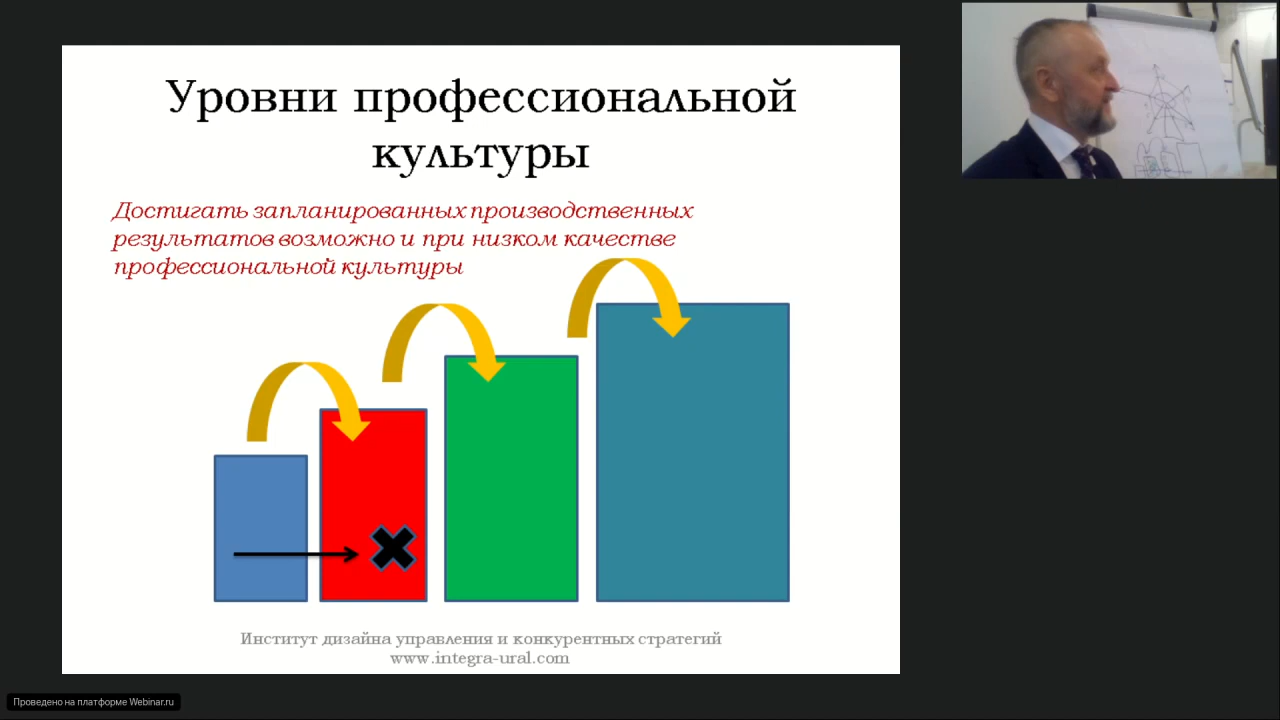 Уровни профессиональной
культуры
Достигать запланированных производственных
результатов возможно и при низком качестве
профессиональной культуры
Институт дизайна управления и конкурентных стратегий
www.integra-ural.com
Проведено на платформе Webinar.ru